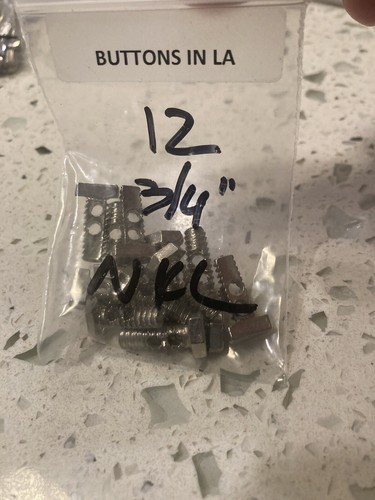 BUTTONS IN LA
12
3/4"
NKL